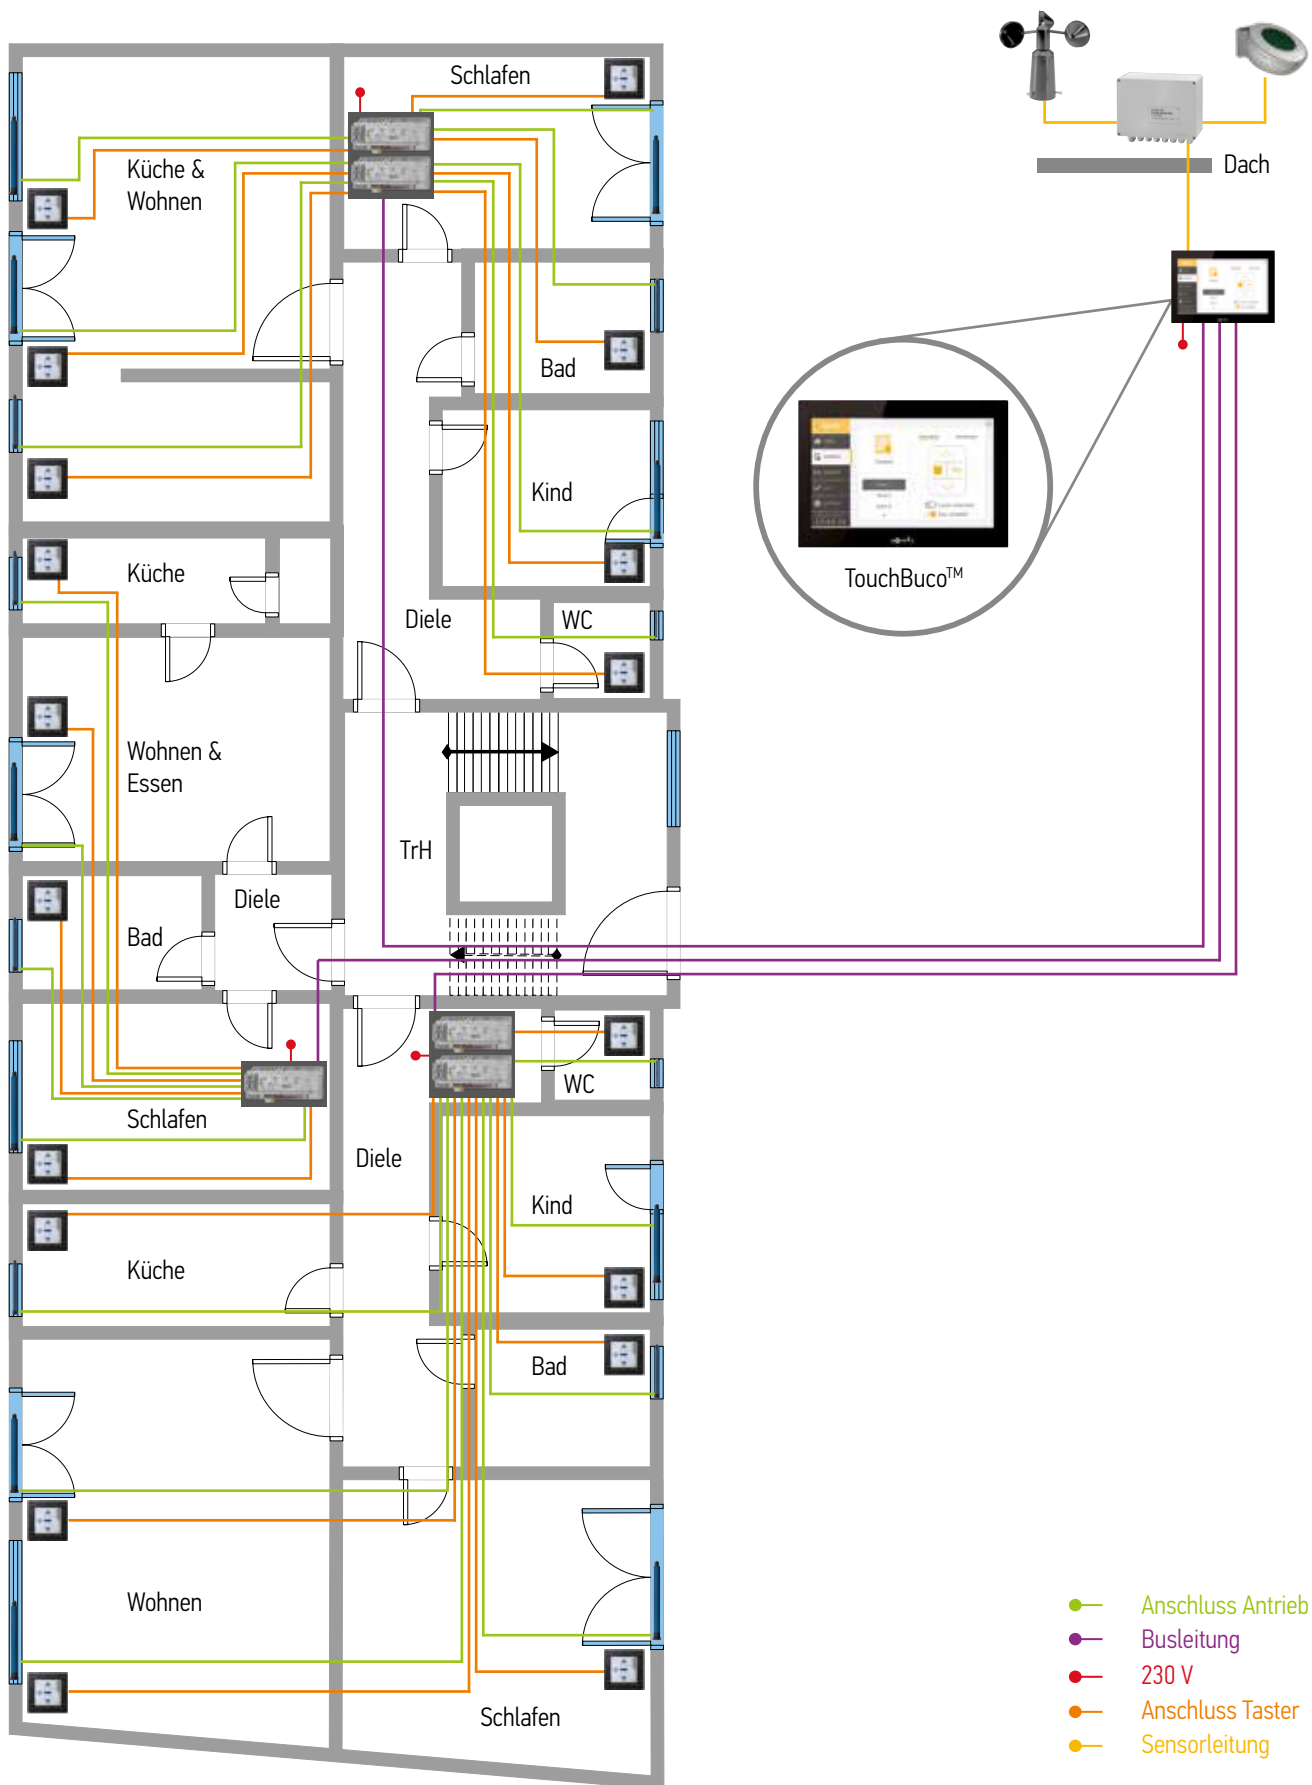 Schlafen
Küche &
Wohnen
Dach
Bad
Kind
TouchBuco™
Küche
Diele
WC
Wohnen &
Essen
TrH
Diele
Bad
WC
Schlafen
Diele
Kind
Küche
Bad
Wohnen
Schlafen
Anschluss Antrieb
Busleitung
230 V
Anschluss Taster
Sensorleitung